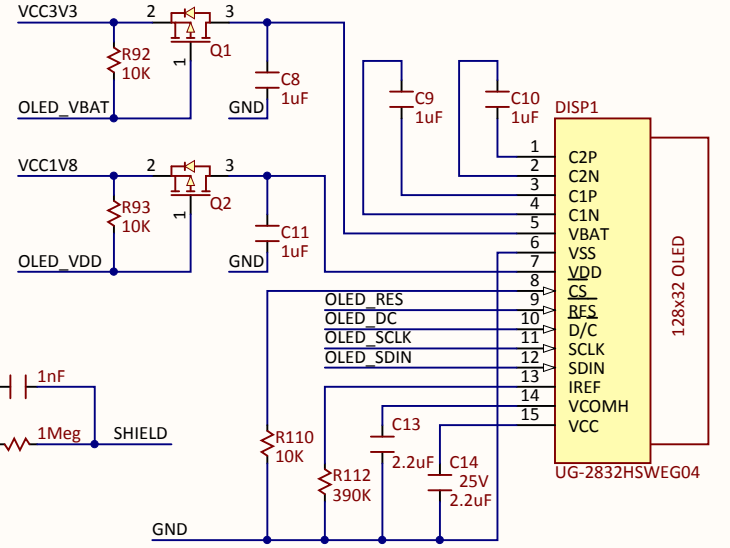 VCC3V3
2
3
R92
10K
1
Q1
C8
1uF
OLED_VBAT
GND
C9
1uF
C10
1uF
DISP1
VCC1V8
2
3
R93
10K
1
Q2
C11
1uF
OLED_VDD
GND
1 C2P
2 C2N
3 C1P
4 C1N
5 VBAT
6 VSS
7 VDD
8 CS
OLED_RES 9 RES
OLED_DC 10 D/C
OLED_SCLK 11 SCLK
OLED_SDIN 12 SDIN
13 IREF
14 VCOMH
15 VCC
128x32 OLED
UG-2832HSWEG04
1nF
1Meg
SHIELD
R110
10K
R112
390K
C13
2.2uF
C14
25V
2.2uF
GND